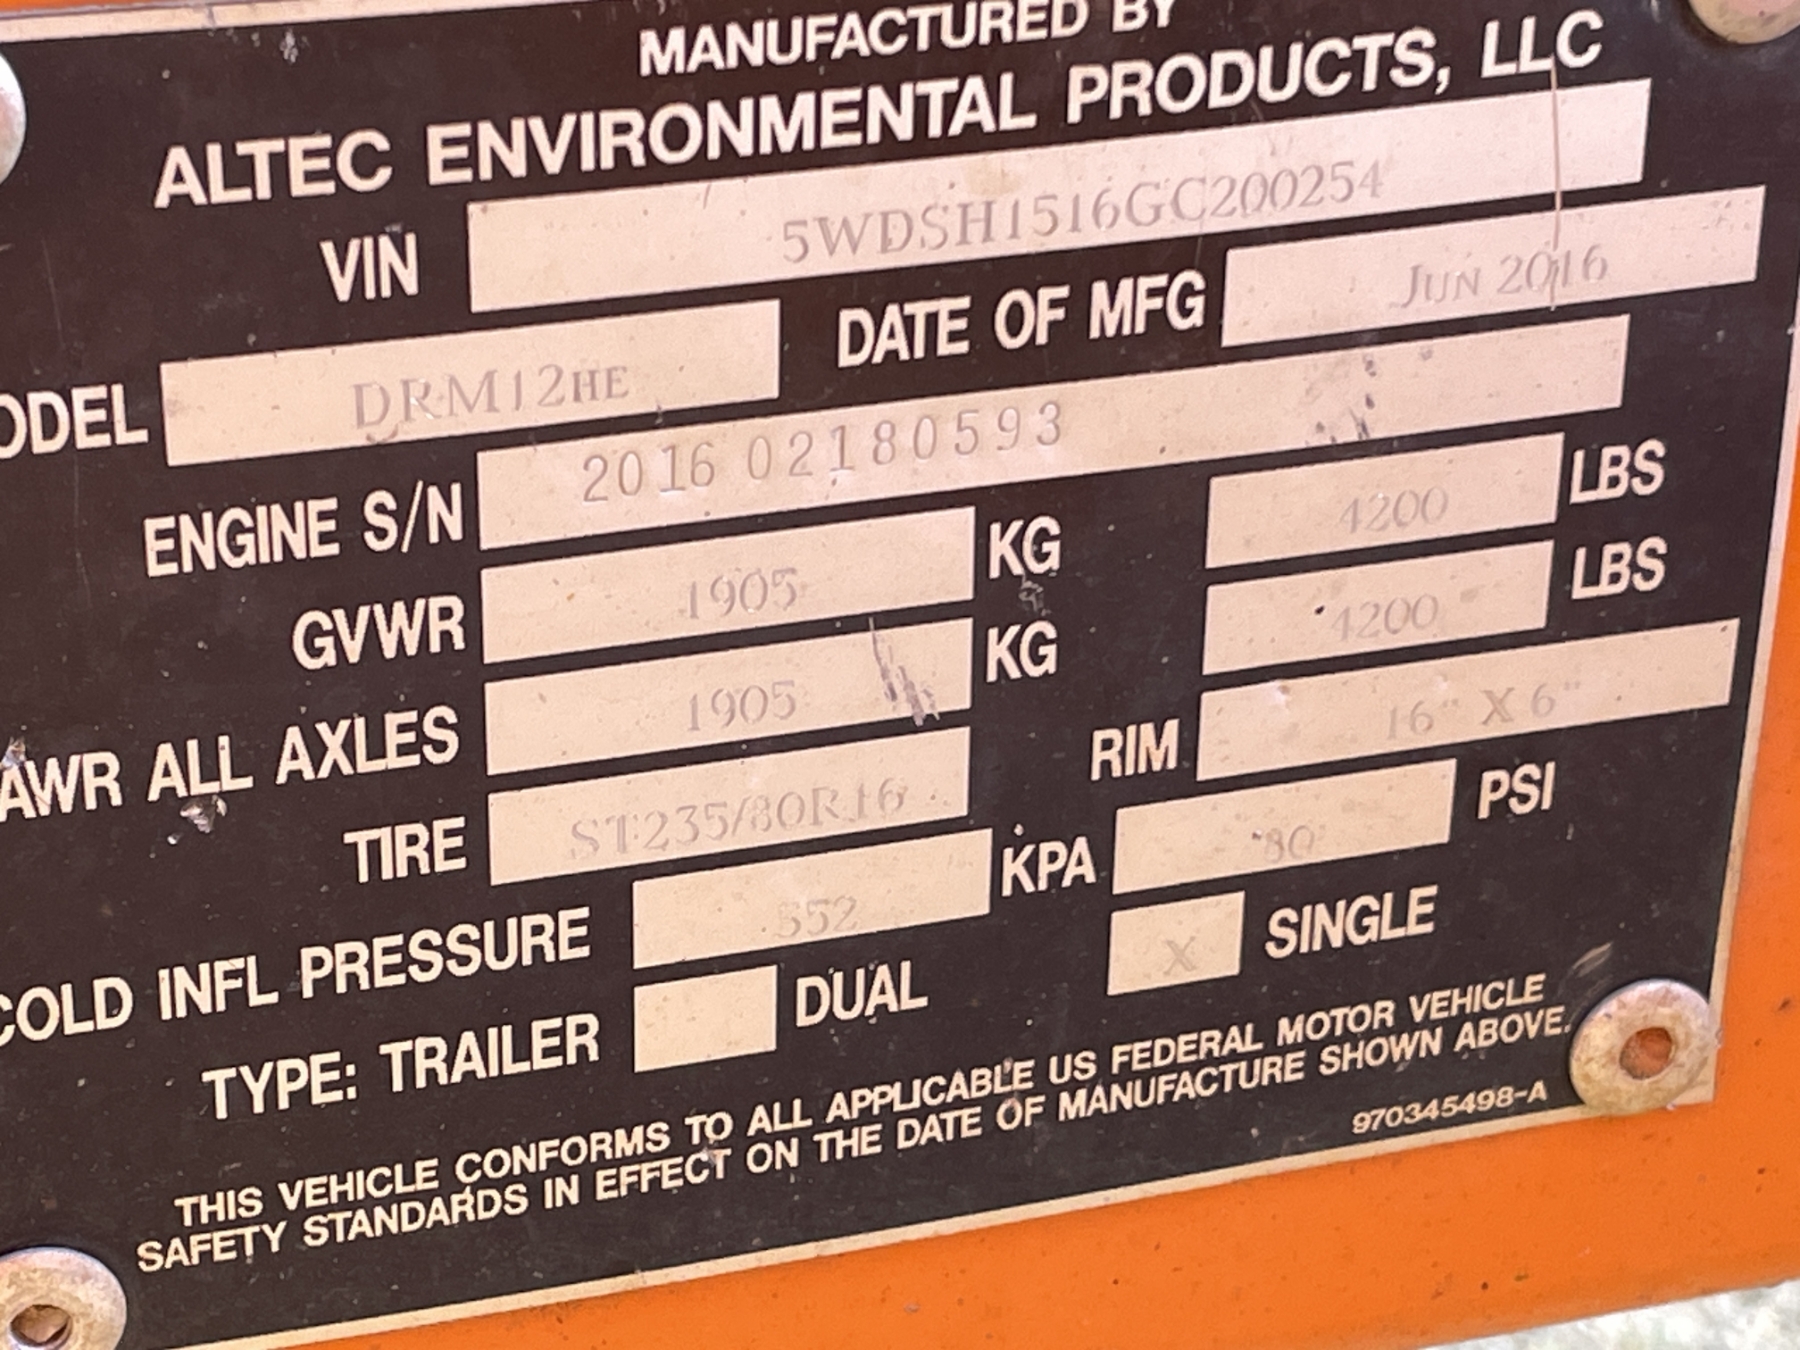 MANUFACTURED BY
ALTEC ENVIRONMENTAL PRODUCTS, LLC
VIN 5WDSH1516GC200254
ODEL DRM12HE DATE OF MFG JUN 2016
ENGINE S/N 2016 02180593
GVWR 1905 KG 4200 LBS
AWR ALL AXLES 1905 KG 4200 LBS
TIRE ST235/80R16 RIM 16" X 6"
COLD INFL PRESSURE 552 KPA 80 PSI
TYPE: TRAILER DUAL X SINGLE
THIS VEHICLE CONFORMS TO ALL APPLICABLE US FEDERAL MOTOR VEHICLE
SAFETY STANDARDS IN EFFECT ON THE DATE OF MANUFACTURE SHOWN ABOVE.
970345498-A